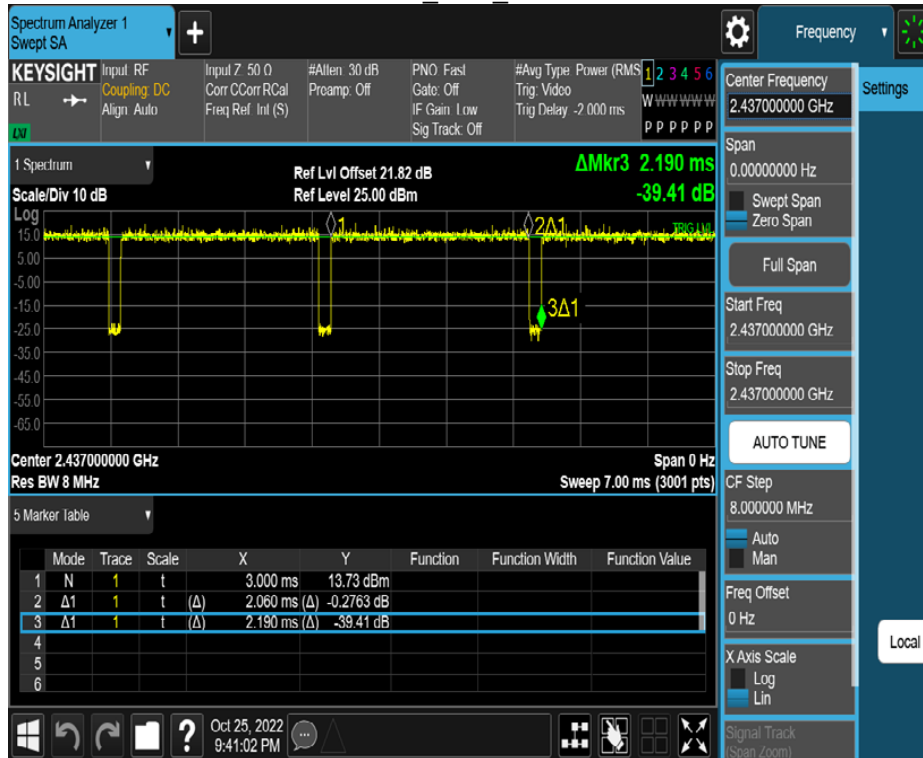 Spectrum Analyzer 1
Swept SA
+
Frequency
KEYSIGHT
RL
LXI
Input: RF
Coupling: DC
Align: Auto
Input Z: 50 Ω
Corr CCorr RCal
Freq Ref: Int (S)
#Atten: 30 dB
Preamp: Off
PNO: Fast
Gate: Off
IF Gain: Low
Sig Track: Off
#Avg Type: Power (RMS
Trig: Video
Trig Delay: -2.000 ms
1 2 3 4 5 6
W W W W W W
P P P P P P
Center Frequency
2.437000000 GHz
Settings
Span
0.00000000 Hz
Swept Span
Zero Span
Full Span
Start Freq
2.437000000 GHz
Stop Freq
2.437000000 GHz
AUTO TUNE
CF Step
8.000000 MHz
Auto
Man
Freq Offset
0 Hz
X Axis Scale
Log
Lin
Signal Track
(Span Zoom)
Local
1 Spectrum
Scale/Div 10 dB
Ref Lvl Offset 21.82 dB
Ref Level 25.00 dBm
ΔMkr3 2.190 ms
-39.41 dB
Log
15.0
5.00
-5.00
-15.0
-25.0
-35.0
-45.0
-55.0
-65.0
1
2Δ1
3Δ1
TRIG LVL
Center 2.437000000 GHz
Res BW 8 MHz
Span 0 Hz
Sweep 7.00 ms (3001 pts)
5 Marker Table
Mode Trace Scale X Y Function Function Width Function Value
1 N 1 t 3.000 ms 13.73 dBm
2 Δ1 1 t (Δ) 2.060 ms (Δ) -0.2763 dB
3 Δ1 1 t (Δ) 2.190 ms (Δ) -39.41 dB
4
5
6
?
Oct 25, 2022
9:41:02 PM